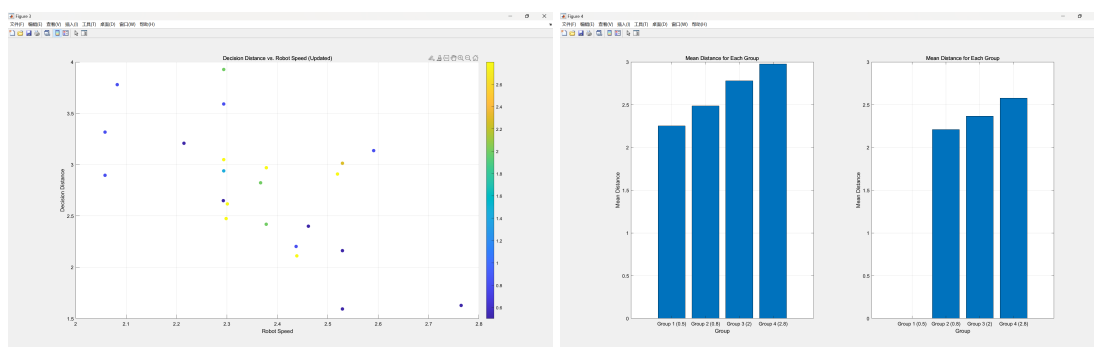 Figure 3
文件(F) 编辑(E) 查看(V) 插入(I) 工具(T) 桌面(D) 窗口(W) 帮助(H)
Decision Distance vs. Robot Speed (Updated)
4
3.5
3
2.5
2
1.5
Decision Distance
2 2.1 2.2 2.3 2.4 2.5 2.6 2.7 2.8
Robot Speed
2.6
2.4
2.2
2
1.8
1.6
1.4
1.2
1
0.8
0.6
Figure 4
文件(F) 编辑(E) 查看(V) 插入(I) 工具(T) 桌面(D) 窗口(W) 帮助(H)
Mean Distance for Each Group
3
2.5
2
1.5
1
0.5
0
Mean Distance
Group 1 (0.5) Group 2 (0.8) Group 3 (2) Group 4 (2.8)
Group
Mean Distance for Each Group
3
2.5
2
1.5
1
0.5
0
Mean Distance
Group 1 (0.5) Group 2 (0.8) Group 3 (2) Group 4 (2.8)
Group